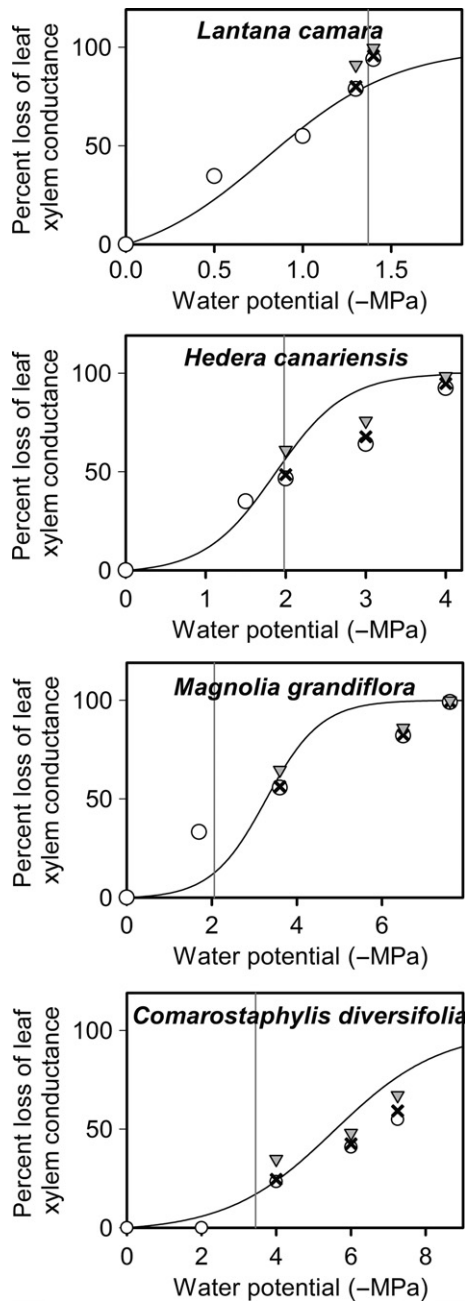 Lantana camara
Percent loss of leaf
xylem conductance
100
50
0
0.0 0.5 1.0 1.5
Water potential (–MPa)
Hedera canariensis
Percent loss of leaf
xylem conductance
100
50
0
0 1 2 3 4
Water potential (–MPa)
Magnolia grandiflora
Percent loss of leaf
xylem conductance
100
50
0
0 2 4 6
Water potential (–MPa)
Comarostaphylis diversifolia
Percent loss of leaf
xylem conductance
100
50
0
0 2 4 6 8
Water potential (–MPa)